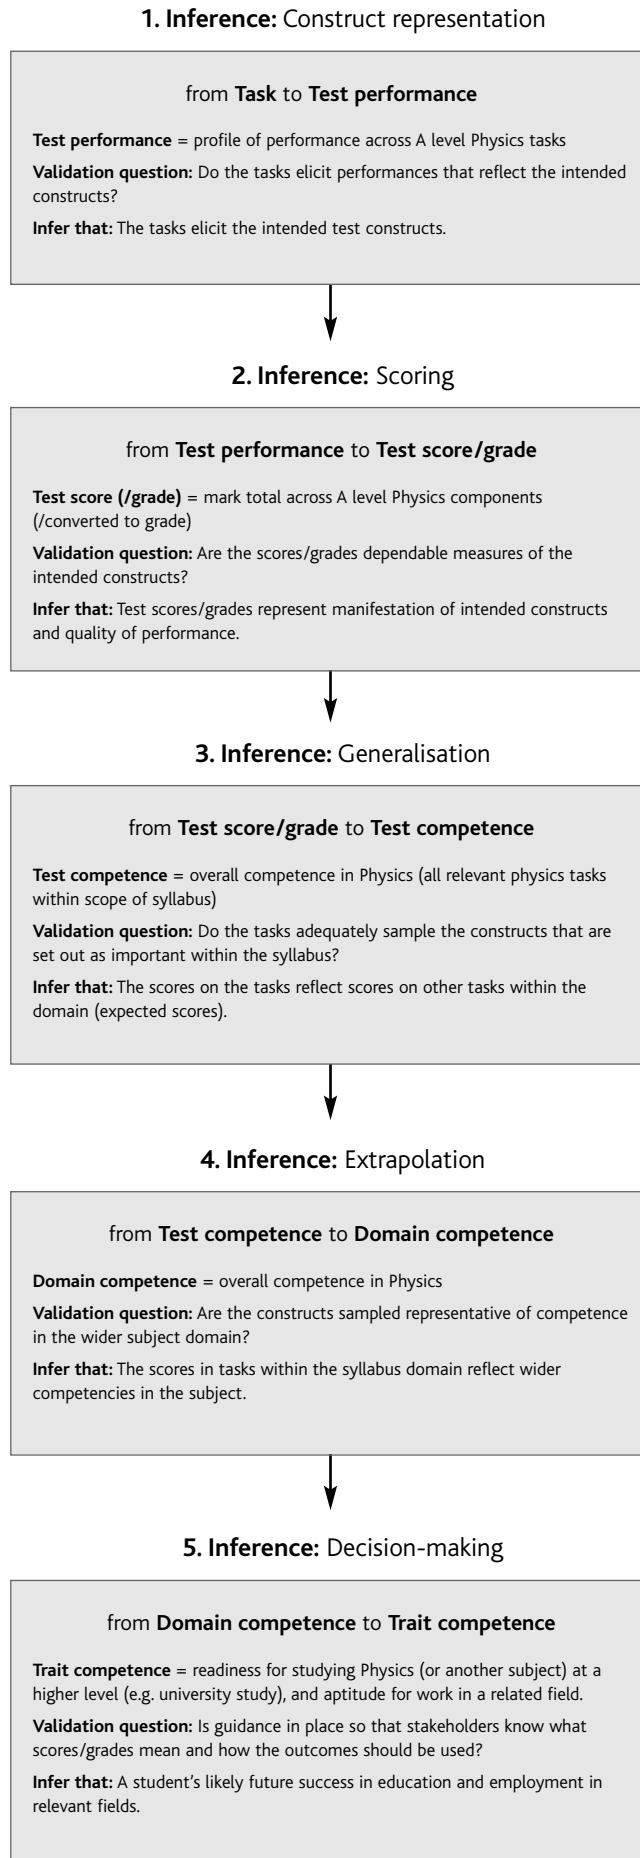 1. Inference: Construct representation
from Task to Test performance
Test performance = profile of performance across A level Physics tasks
Validation question: Do the tasks elicit performances that reflect the intended
constructs?
Infer that: The tasks elicit the intended test constructs.
2. Inference: Scoring
from Test performance to Test score/grade
Test score (/grade) = mark total across A level Physics components
(/converted to grade)
Validation question: Are the scores/grades dependable measures of the
intended constructs?
Infer that: Test scores/grades represent manifestation of intended constructs
and quality of performance.
3. Inference: Generalisation
from Test score/grade to Test competence
Test competence = overall competence in Physics (all relevant physics tasks
within scope of syllabus)
Validation question: Do the tasks adequately sample the constructs that are
set out as important within the syllabus?
Infer that: The scores on the tasks reflect scores on other tasks within the
domain (expected scores).
4. Inference: Extrapolation
from Test competence to Domain competence
Domain competence = overall competence in Physics
Validation question: Are the constructs sampled representative of competence
in the wider subject domain?
Infer that: The scores in tasks within the syllabus domain reflect wider
competencies in the subject.
5. Inference: Decision-making
from Domain competence to Trait competence
Trait competence = readiness for studying Physics (or another subject) at a
higher level (e.g. university study), and aptitude for work in a related field.
Validation question: Is guidance in place so that stakeholders know what
scores/grades mean and how the outcomes should be used?
Infer that: A student's likely future success in education and employment in
relevant fields.